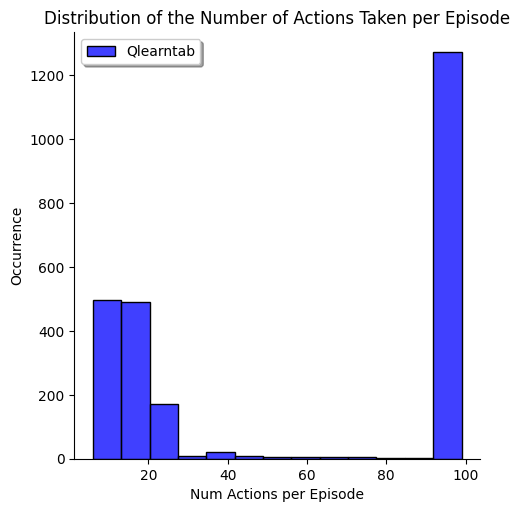 Distribution of the Number of Actions Taken per Episode
Qlearntab
1200
1000
800
600
400
200
0
Occurrence
20 40 60 80 100
Num Actions per Episode